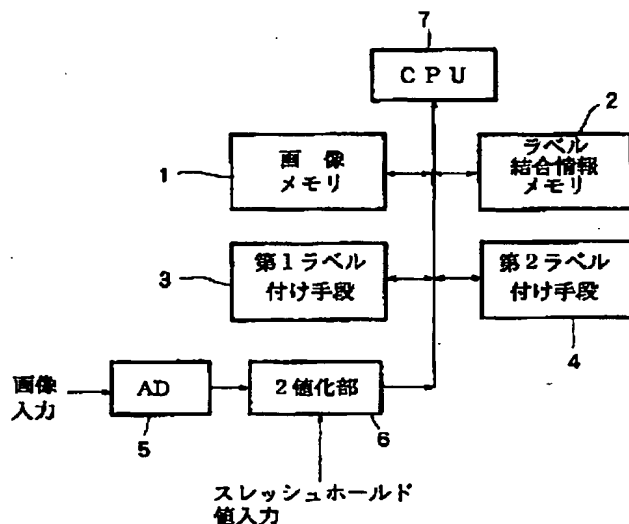 7
CPU
2
画像
メモリ
1
ラベル
結合情報
メモリ
第1ラベル
付け手段
3
第2ラベル
付け手段
4
画像
入力
AD
5
2値化部
6
スレッシュホールド
値入力